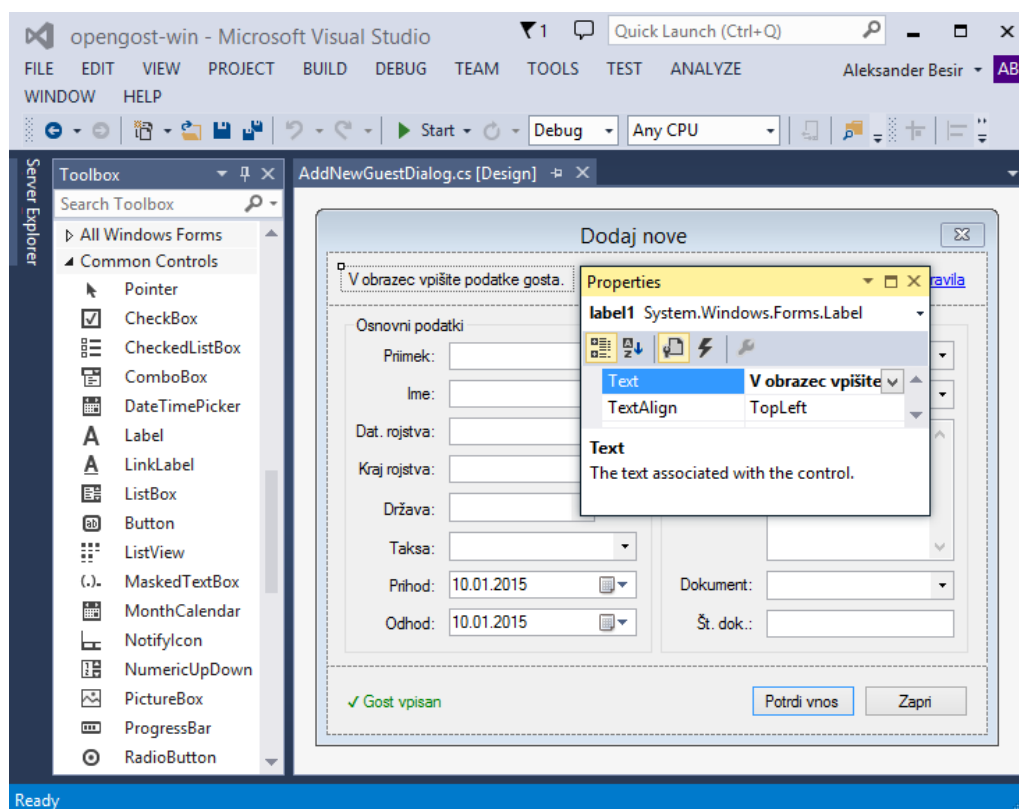 opengost-win - Microsoft Visual Studio
1
Quick Launch (Ctrl+Q)
FILE EDIT VIEW PROJECT BUILD DEBUG TEAM TOOLS TEST ANALYZE
Aleksander Besir
AB
WINDOW HELP
Start
Debug
Any CPU
Server Explorer
Toolbox
Search Toolbox
All Windows Forms
Common Controls
Pointer
CheckBox
CheckedListBox
ComboBox
DateTimePicker
Label
LinkLabel
ListBox
Button
ListView
MaskedTextBox
MonthCalendar
NotifyIcon
NumericUpDown
PictureBox
ProgressBar
RadioButton
AddNewGuestDialog.cs [Design]
Dodaj nove
V obrazec vpišite podatke gosta.
ravila
Osnovni podatki
Priimek:
Ime:
Dat. rojstva:
Kraj rojstva:
Država:
Taksa:
Prihod: 10.01.2015
Odhod: 10.01.2015
Dokument:
Št. dok.:
Properties
label1 System.Windows.Forms.Label
Text V obrazec vpišite
TextAlign TopLeft
Text
The text associated with the control.
✓ Gost vpisan
Potrdi vnos
Zapri
Ready